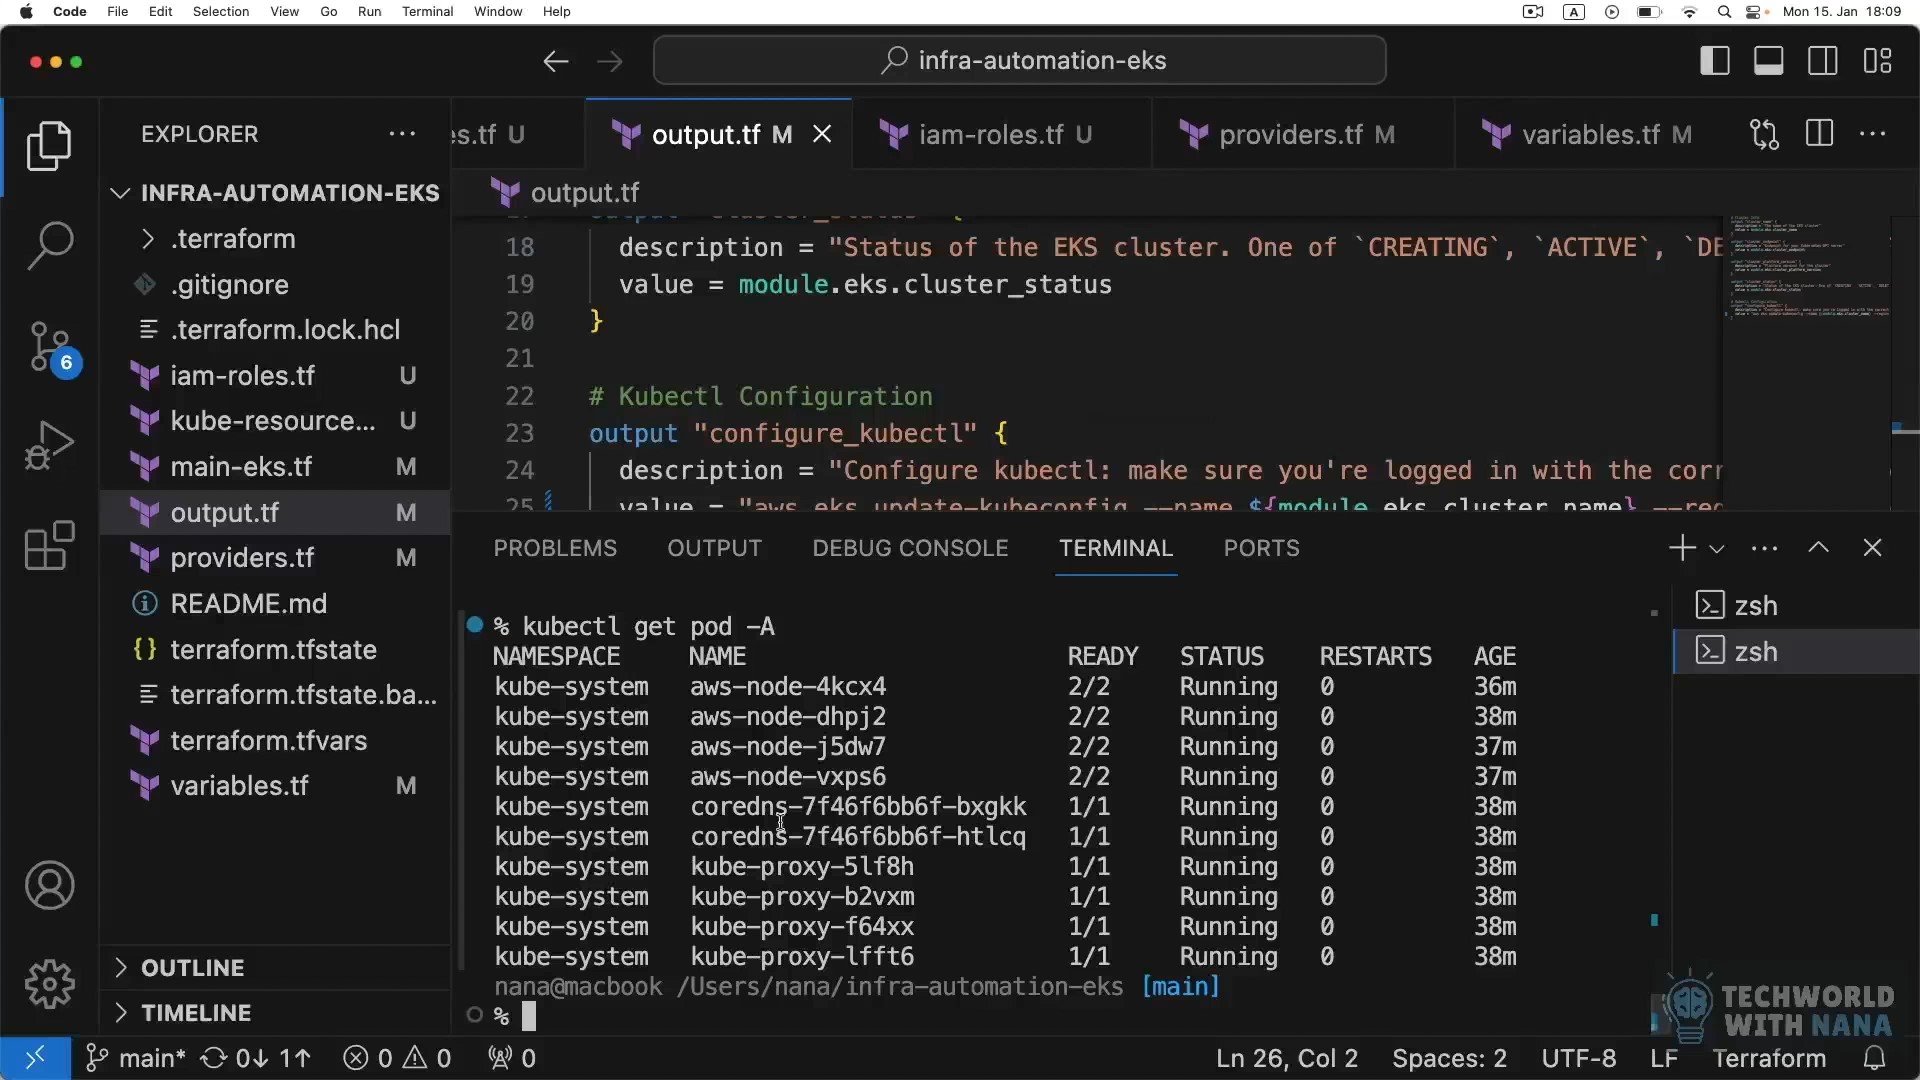 Code File Edit Selection View Go Run Terminal Window Help
A Mon 15. Jan 18:09
infra-automation-eks
EXPLORER
es.tf U
output.tf M
iam-roles.tf U
providers.tf M
variables.tf M
INFRA-AUTOMATION-EKS
.terraform
.gitignore
.terraform.lock.hcl
iam-roles.tf U
kube-resource... U
main-eks.tf M
output.tf M
providers.tf M
README.md
terraform.tfstate
terraform.tfstate.ba...
terraform.tfvars
variables.tf M
OUTLINE
TIMELINE
6
output.tf
18 description = "Status of the EKS cluster. One of `CREATING`, `ACTIVE`, `DE
19 value = module.eks.cluster_status
20 }
21
22 # Kubectl Configuration
23 output "configure_kubectl" {
24 description = "Configure kubectl: make sure you're logged in with the corr
25 value = "aws eks update-kubeconfig --name ${module.eks.cluster_name} --reg
PROBLEMS OUTPUT DEBUG CONSOLE TERMINAL PORTS
% kubectl get pod -A
NAMESPACE NAME READY STATUS RESTARTS AGE
kube-system aws-node-4kcx4 2/2 Running 0 36m
kube-system aws-node-dhpj2 2/2 Running 0 38m
kube-system aws-node-j5dw7 2/2 Running 0 37m
kube-system aws-node-vxps6 2/2 Running 0 37m
kube-system coredns-7f46f6bb6f-bxgkk 1/1 Running 0 38m
kube-system coredns-7f46f6bb6f-htlcq 1/1 Running 0 38m
kube-system kube-proxy-5lf8h 1/1 Running 0 38m
kube-system kube-proxy-b2vxm 1/1 Running 0 38m
kube-system kube-proxy-f64xx 1/1 Running 0 38m
kube-system kube-proxy-lfft6 1/1 Running 0 38m
nana@macbook /Users/nana/infra-automation-eks [main]
%
zsh
zsh
TECHWORLD
WITH NANA
main* 0↓ 1↑ 0 0 0 Ln 26, Col 2 Spaces: 2 UTF-8 LF Terraform